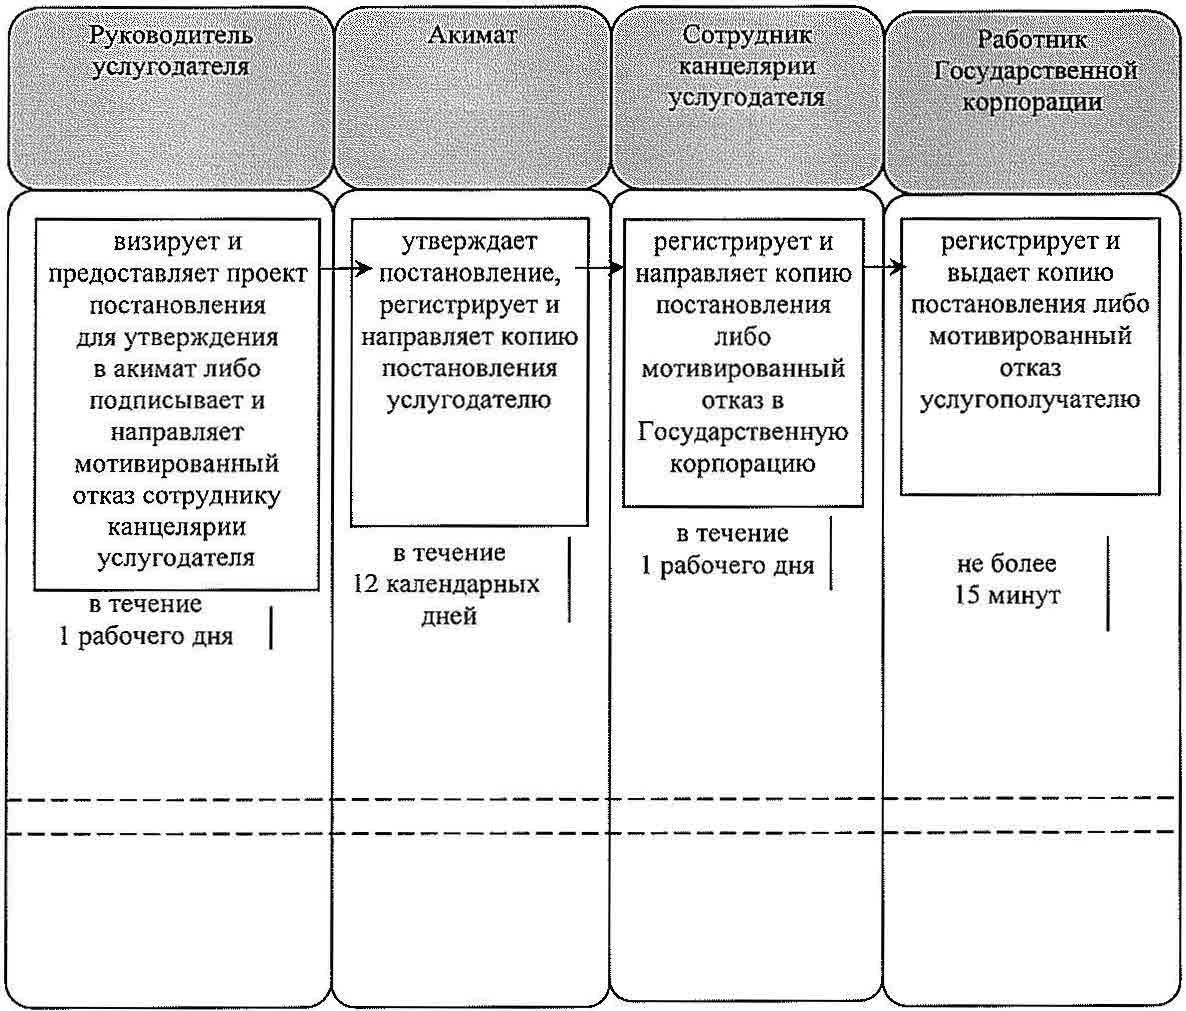 Руководитель
услугодателя
Акимат
Сотрудник
канцелярии
услугодателя
Работник
Государственной
корпорации
визирует и
предоставляет проект
постановления
для утверждения
в акимат либо
подписывает и
направляет
мотивированный
отказ сотруднику
канцелярии
услугодателя
в течение
1 рабочего дня
утверждает
постановление,
регистрирует и
направляет копию
постановления
услугодателю
в течение
12 календарных
дней
регистрирует и
направляет копию
постановления
либо
мотивированный
отказ в
Государственную
корпорацию
в течение
1 рабочего дня
регистрирует и
выдает копию
постановления либо
мотивированный
отказ
услугополучателю
не более
15 минут